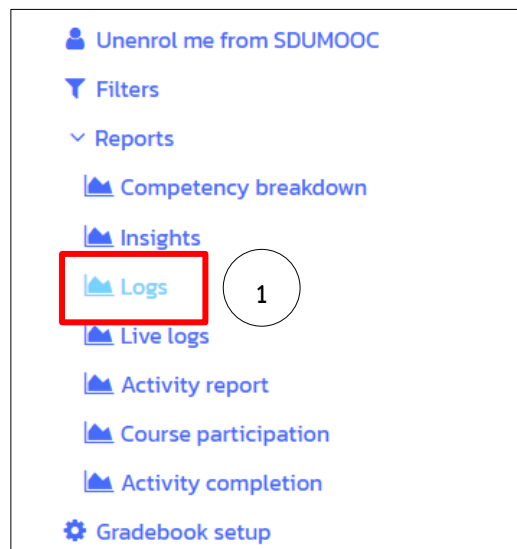 Unenrol me from SDUMOOC
Filters
Reports
Competency breakdown
Insights
Logs
1
Live logs
Activity report
Course participation
Activity completion
Gradebook setup